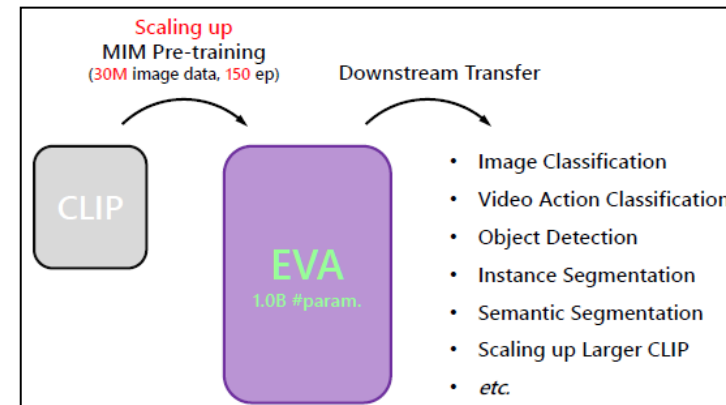 Scaling up
MIM Pre-training
(30M image data, 150 ep)
Downstream Transfer
CLIP
EVA
1.0B #param.
• Image Classification
• Video Action Classification
• Object Detection
• Instance Segmentation
• Semantic Segmentation
• Scaling up Larger CLIP
• etc.